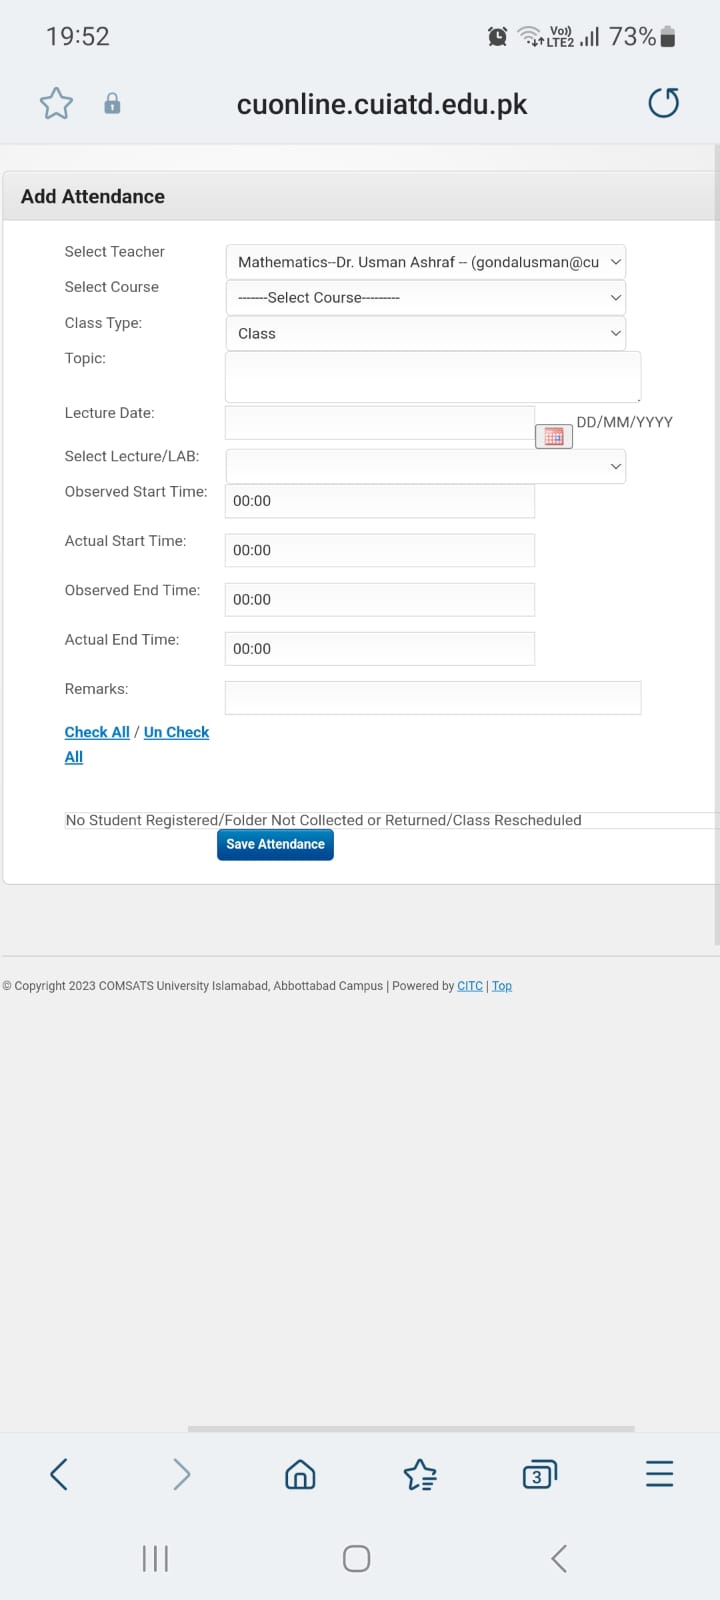 19:52
Vo)) LTE2 73%
cuonline.cuiatd.edu.pk
Add Attendance
Select Teacher
Mathematics--Dr. Usman Ashraf -- (gondalusman@cu
Select Course
-------Select Course---------
Class Type:
Class
Topic:
Lecture Date:
DD/MM/YYYY
Select Lecture/LAB:
Observed Start Time:
00:00
Actual Start Time:
00:00
Observed End Time:
00:00
Actual End Time:
00:00
Remarks:
Check All / Un Check
All
No Student Registered/Folder Not Collected or Returned/Class Rescheduled
Save Attendance
© Copyright 2023 COMSATS University Islamabad, Abbottabad Campus | Powered by CITC | Top
3